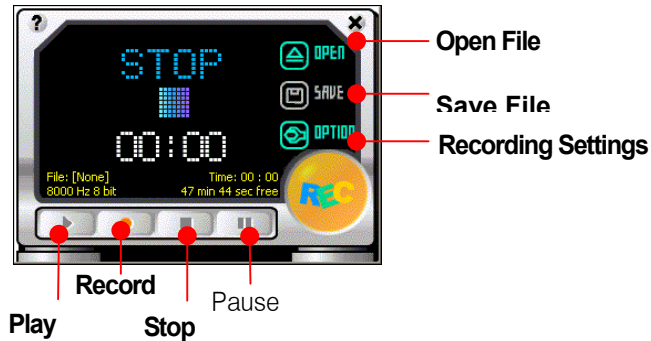 ?
STOP
OPEN
Open File
SAVE
Save File
00:00
OPTION
Recording Settings
File: [None] Time: 00 : 00
8000 Hz 8 bit 47 min 44 sec free
REC
Record
Pause
Play
Stop